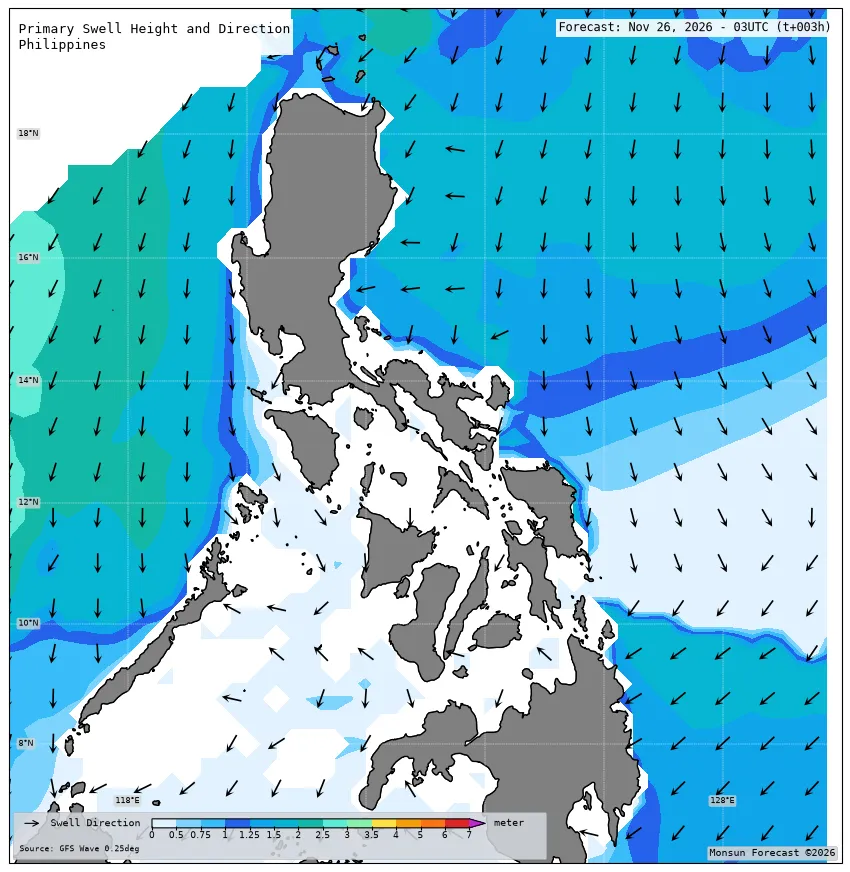 Primary Swell Height and Direction
Philippines
Forecast: Nov 26, 2026 - 03UTC (t+003h)
18°N
16°N
14°N
12°N
10°N
8°N
118°E
128°E
Swell Direction
0 0.5 0.75 1 1.25 1.5 2 2.5 3 3.5 4 5 6 7
meter
Source: GFS Wave 0.25deg
Monsun Forecast ©2026